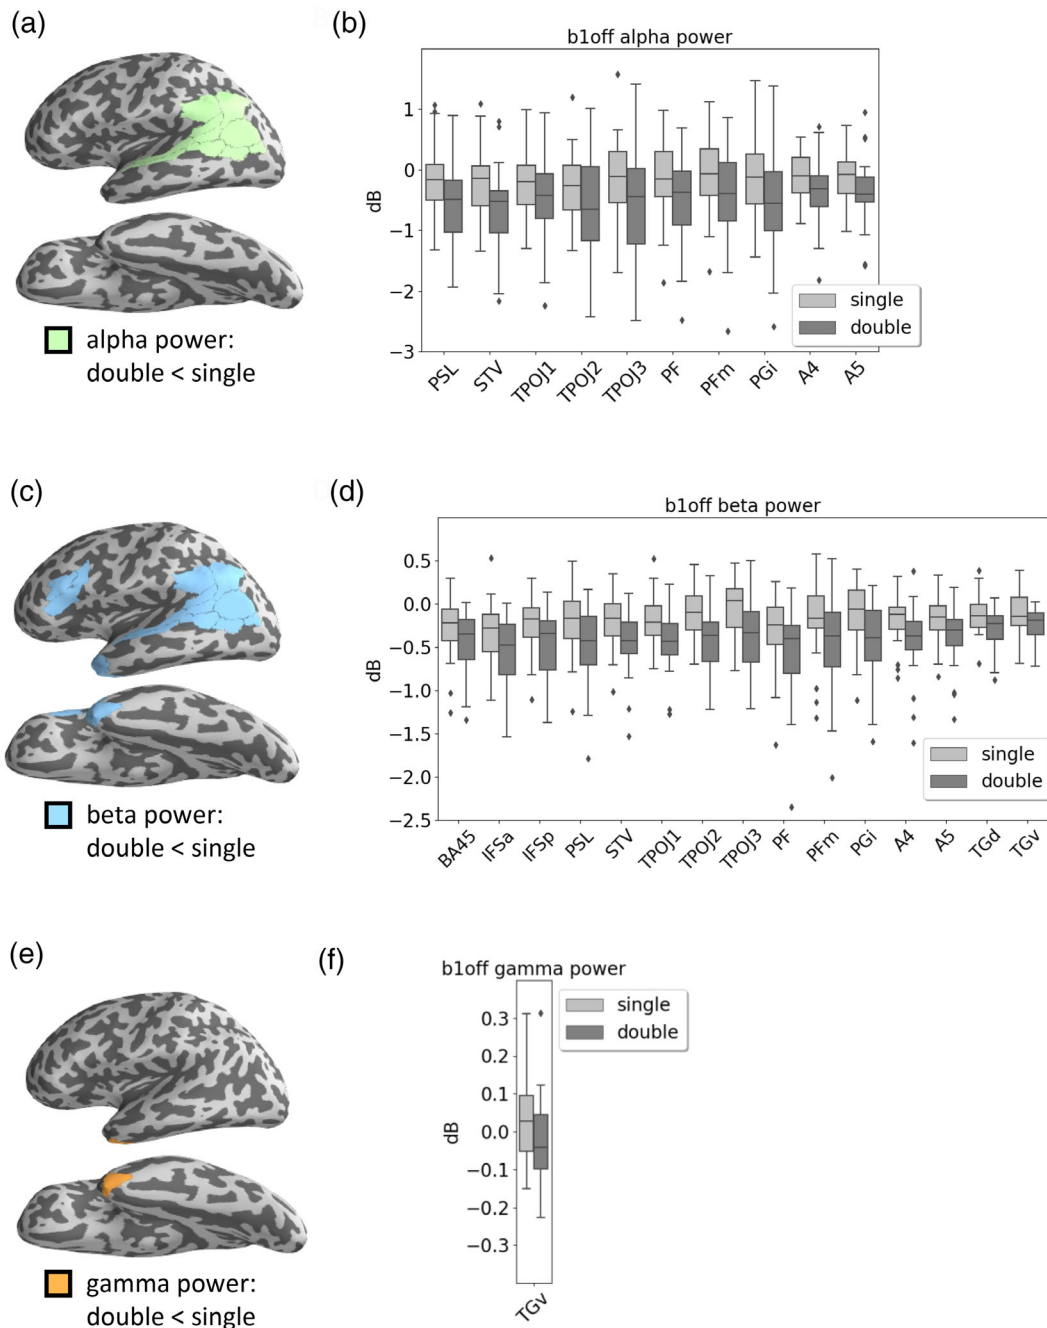 (a)
(b)
b1off alpha power
1
0
−1
−2
−3
dB
single
double
PSL
STV
TPOJ1
TPOJ2
TPOJ3
PF
PFm
PGi
A4
A5
alpha power:
double < single
(c)
(d)
b1off beta power
0.5
0.0
−0.5
−1.0
−1.5
−2.0
−2.5
dB
single
double
BA45
IFSa
IFSp
PSL
STV
TPOJ1
TPOJ2
TPOJ3
PF
PFm
PGi
A4
A5
TGd
TGv
beta power:
double < single
(e)
(f)
b1off gamma power
0.3
0.2
0.1
0.0
−0.1
−0.2
−0.3
dB
single
double
TGv
gamma power:
double < single